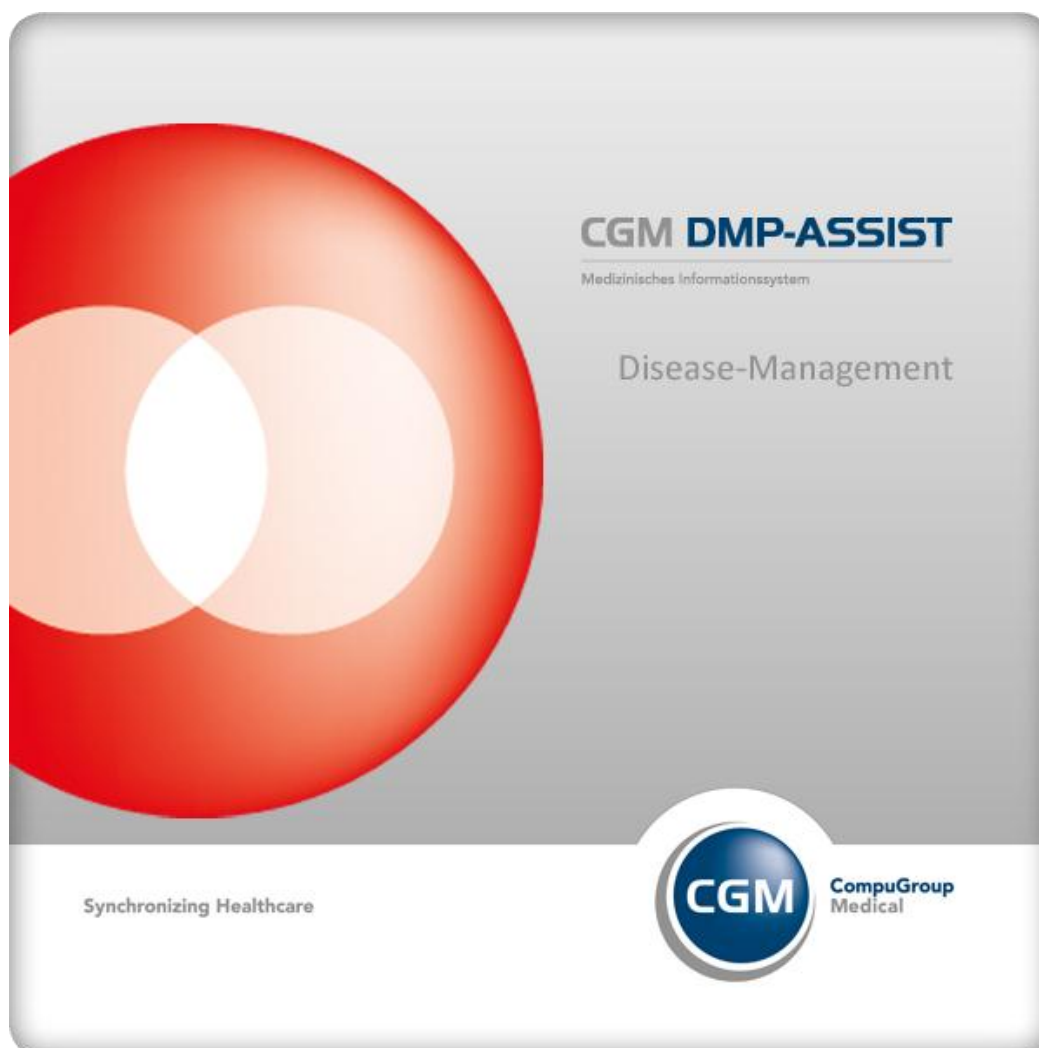 CGM DMP-ASSIST
Medizinisches Informationssystem
Disease-Management
Synchronizing Healthcare
CGM
CompuGroup
Medical